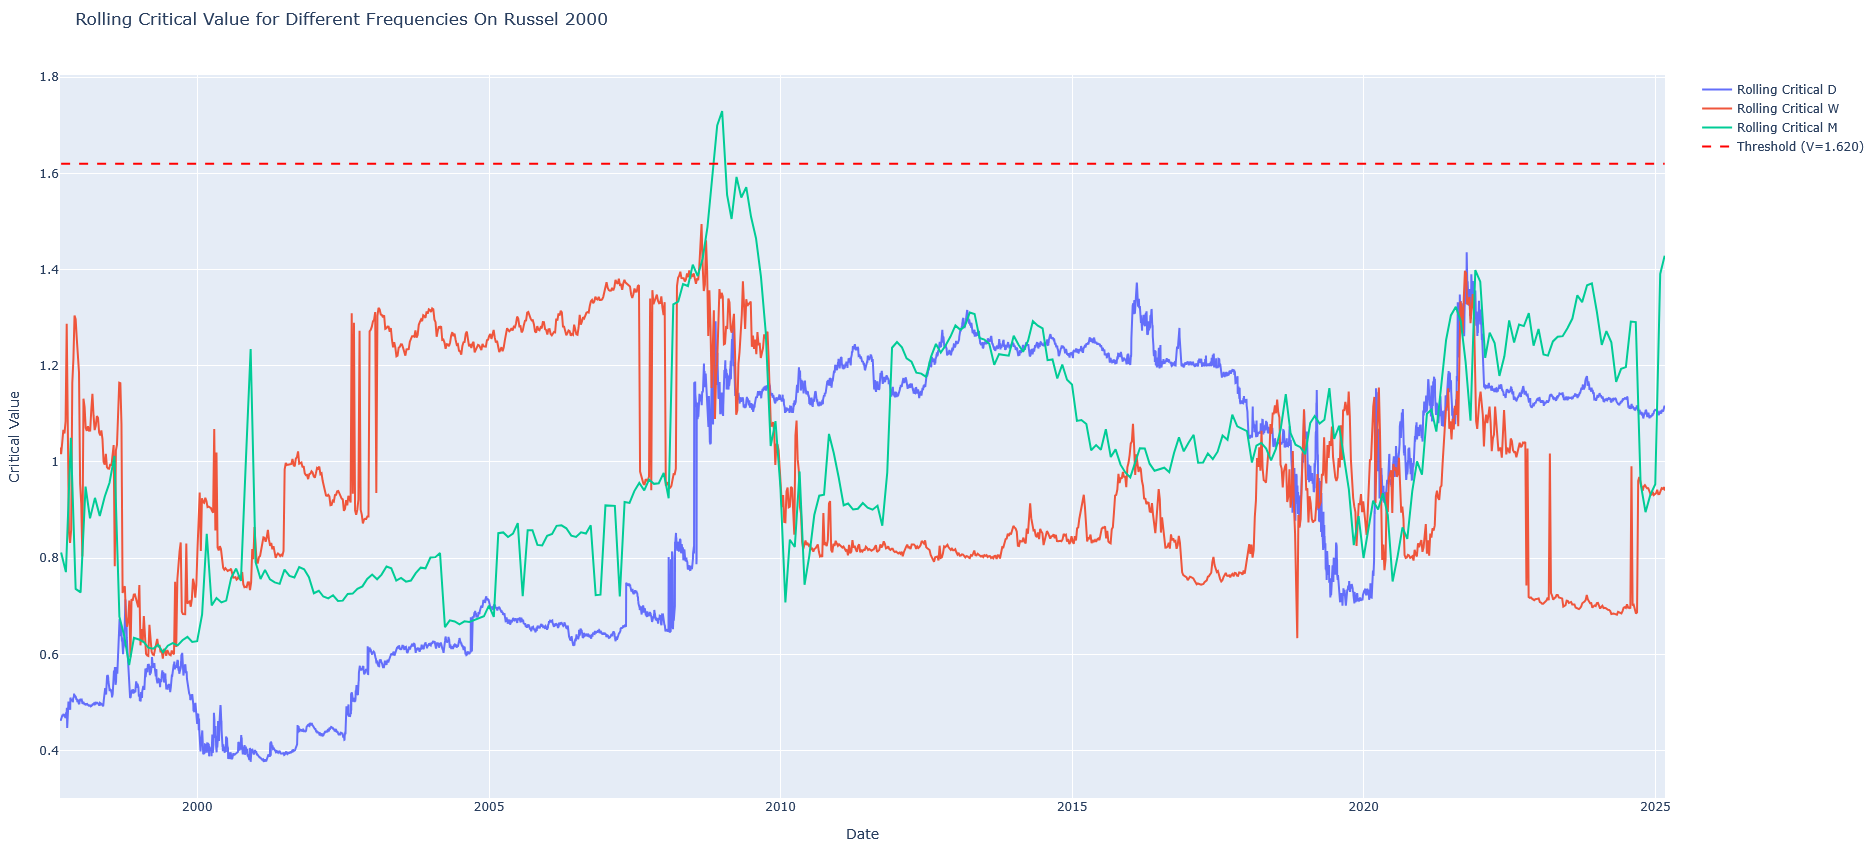 Rolling Critical Value for Different Frequencies On Russel 2000
Rolling Critical D
Rolling Critical W
Rolling Critical M
Threshold (V=1.620)
Critical Value
1.8
1.6
1.4
1.2
1
0.8
0.6
0.4
2000
2005
2010
2015
2020
2025
Date